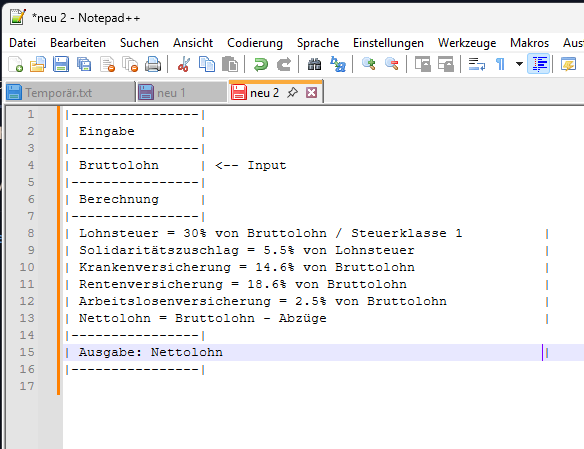 *neu 2 - Notepad++
Datei Bearbeiten Suchen Ansicht Codierung Sprache Einstellungen Werkzeuge Makros Aus
Temporär.txt neu 1 neu 2
1 |----------------|
2 | Eingabe |
3 |----------------|
4 | Bruttolohn | <-- Input
5 |----------------|
6 | Berechnung |
7 |----------------|
8 | Lohnsteuer = 30% von Bruttolohn / Steuerklasse 1 |
9 | Solidaritätszuschlag = 5.5% von Lohnsteuer |
10 | Krankenversicherung = 14.6% von Bruttolohn |
11 | Rentenversicherung = 18.6% von Bruttolohn |
12 | Arbeitslosenversicherung = 2.5% von Bruttolohn |
13 | Nettolohn = Bruttolohn - Abzüge |
14 |----------------|
15 | Ausgabe: Nettolohn |
16 |----------------|
17